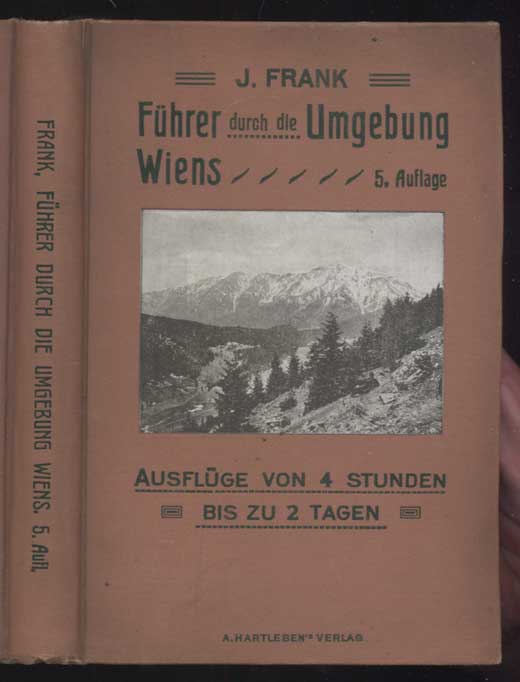 FRANK, FÜHRER DURCH DIE UMGEBUNG WIENS. 5. Aufl.
J. FRANK
Führer durch die Umgebung
Wiens
5. Auflage
AUSFLÜGE VON 4 STUNDEN
BIS ZU 2 TAGEN
A. HARTLEBEN'S VERLAG